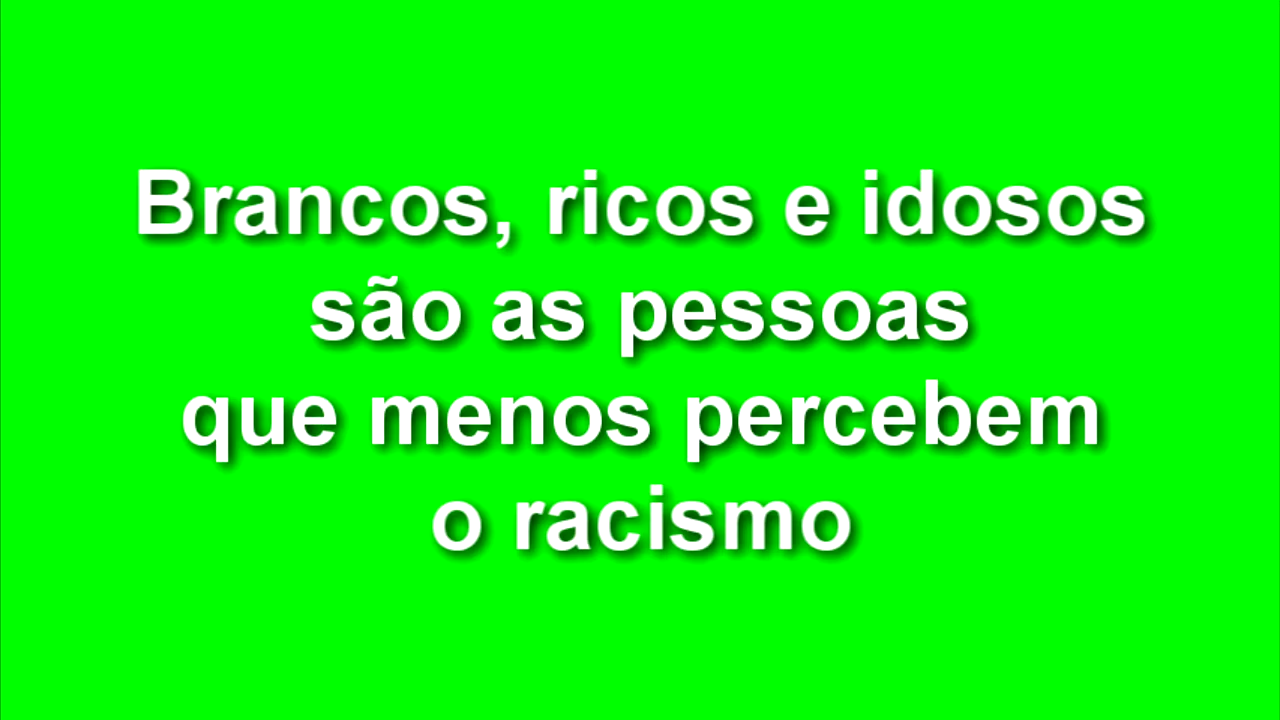 Brancos, ricos e idosos
são as pessoas
que menos percebem
o racismo